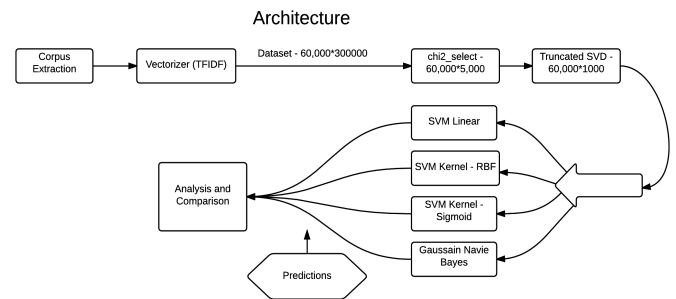 Architecture
Corpus
Extraction
Vectorizer (TFIDF)
Dataset - 60,000*300000
chi2_select -
60,000*5,000
Truncated SVD -
60,000*1000
SVM Linear
SVM Kernel - RBF
SVM Kernel -
Sigmoid
Gaussain Navie
Bayes
Analysis and
Comparison
Predictions